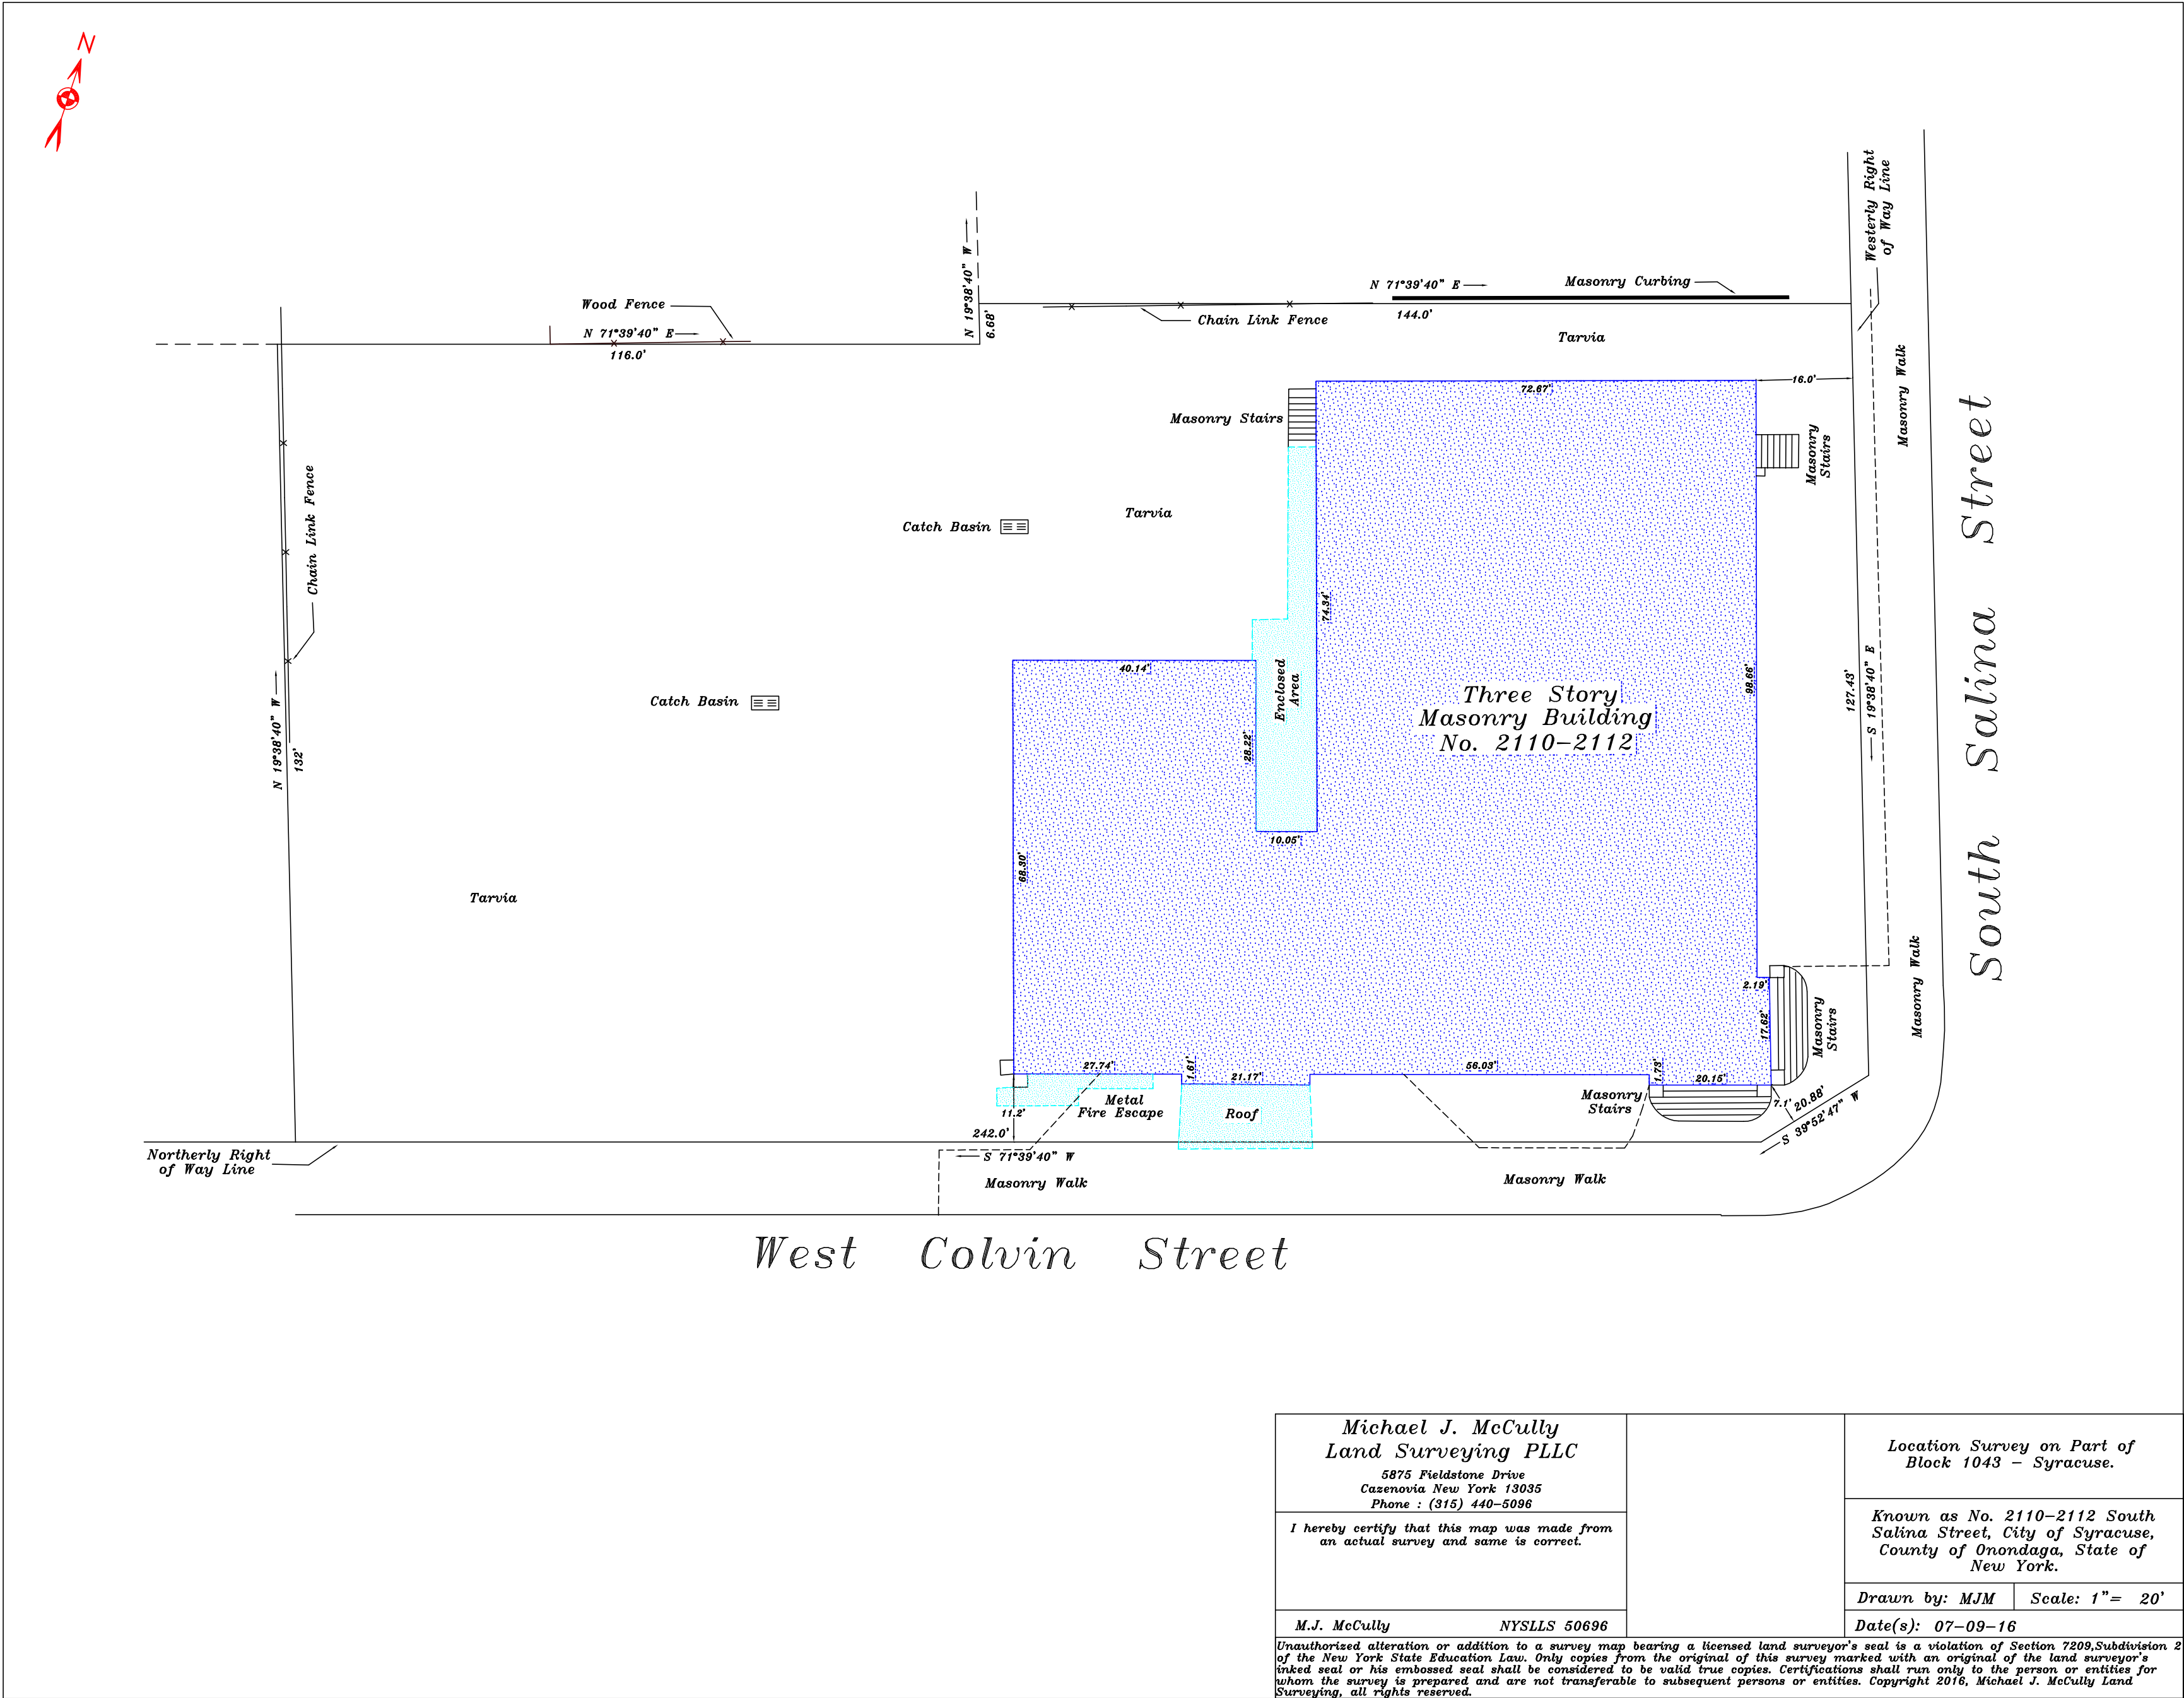 N
Westerly Right
of Way Line
N 19°38'40" W
6.68'
N 71°39'40" E
Masonry Curbing
Wood Fence
Chain Link Fence
144.0'
N 71°39'40" E
116.0'
Tarvia
Masonry Walk
16.0'
72.67'
Masonry Stairs
Masonry
Stairs
South Salina Street
Chain Link Fence
Catch Basin
Tarvia
74.34'
Enclosed
Area
40.14'
98.66'
127.43'
S 19°38'40" E
Three Story
Masonry Building
No. 2110-2112
Catch Basin
28.22'
N 19°38'40" W
132'
10.05'
68.30'
Tarvia
2.19'
17.62'
Masonry
Stairs
Masonry Walk
27.74'
1.61'
21.17'
56.03'
1.73'
20.15'
Metal
Fire Escape
Roof
Masonry
Stairs
7.1'
20.88'
S 39°52'47" W
11.2'
242.0'
Northerly Right
of Way Line
S 71°39'40" W
Masonry Walk
Masonry Walk
West Colvin Street
Michael J. McCully
Land Surveying PLLC
5875 Fieldstone Drive
Cazenovia New York 13035
Phone : (315) 440-5096
I hereby certify that this map was made from
an actual survey and same is correct.
M.J. McCully NYSLLS 50696
Location Survey on Part of
Block 1043 - Syracuse.
Known as No. 2110-2112 South
Salina Street, City of Syracuse,
County of Onondaga, State of
New York.
Drawn by: MJM Scale: 1"= 20'
Date(s): 07-09-16
Unauthorized alteration or addition to a survey map bearing a licensed land surveyor's seal is a violation of Section 7209,Subdivision 2
of the New York State Education Law. Only copies from the original of this survey marked with an original of the land surveyor's
inked seal or his embossed seal shall be considered to be valid true copies. Certifications shall run only to the person or entities for
whom the survey is prepared and are not transferable to subsequent persons or entities. Copyright 2016, Michael J. McCully Land
Surveying, all rights reserved.